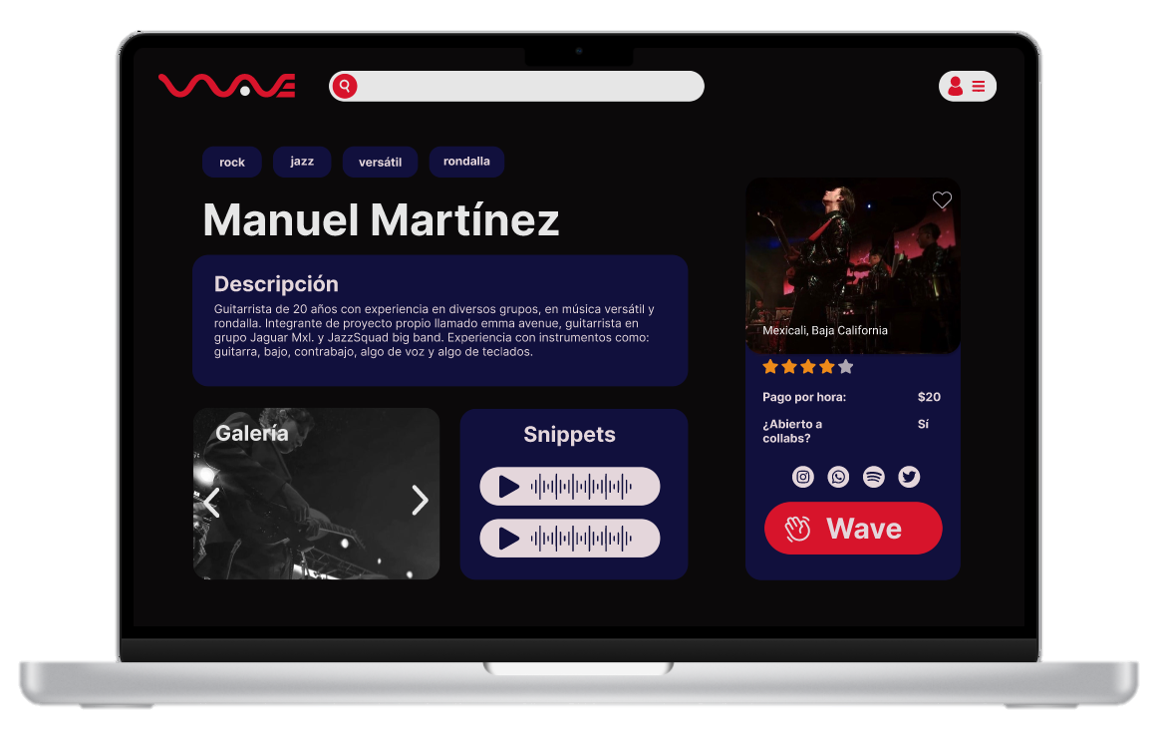 WAVE
rock
jazz
versátil
rondalla
Manuel Martínez
Descripción
Guitarrista de 20 años con experiencia en diversos grupos, en música versátil y
rondalla. Integrante de proyecto propio llamado emma avenue, guitarrista en
grupo Jaguar Mxl. y JazzSquad big band. Experiencia con instrumentos como:
guitarra, bajo, contrabajo, algo de voz y algo de teclados.
Galería
Snippets
Mexicali, Baja California
Pago por hora: $20
¿Abierto a Sí
collabs?
Wave